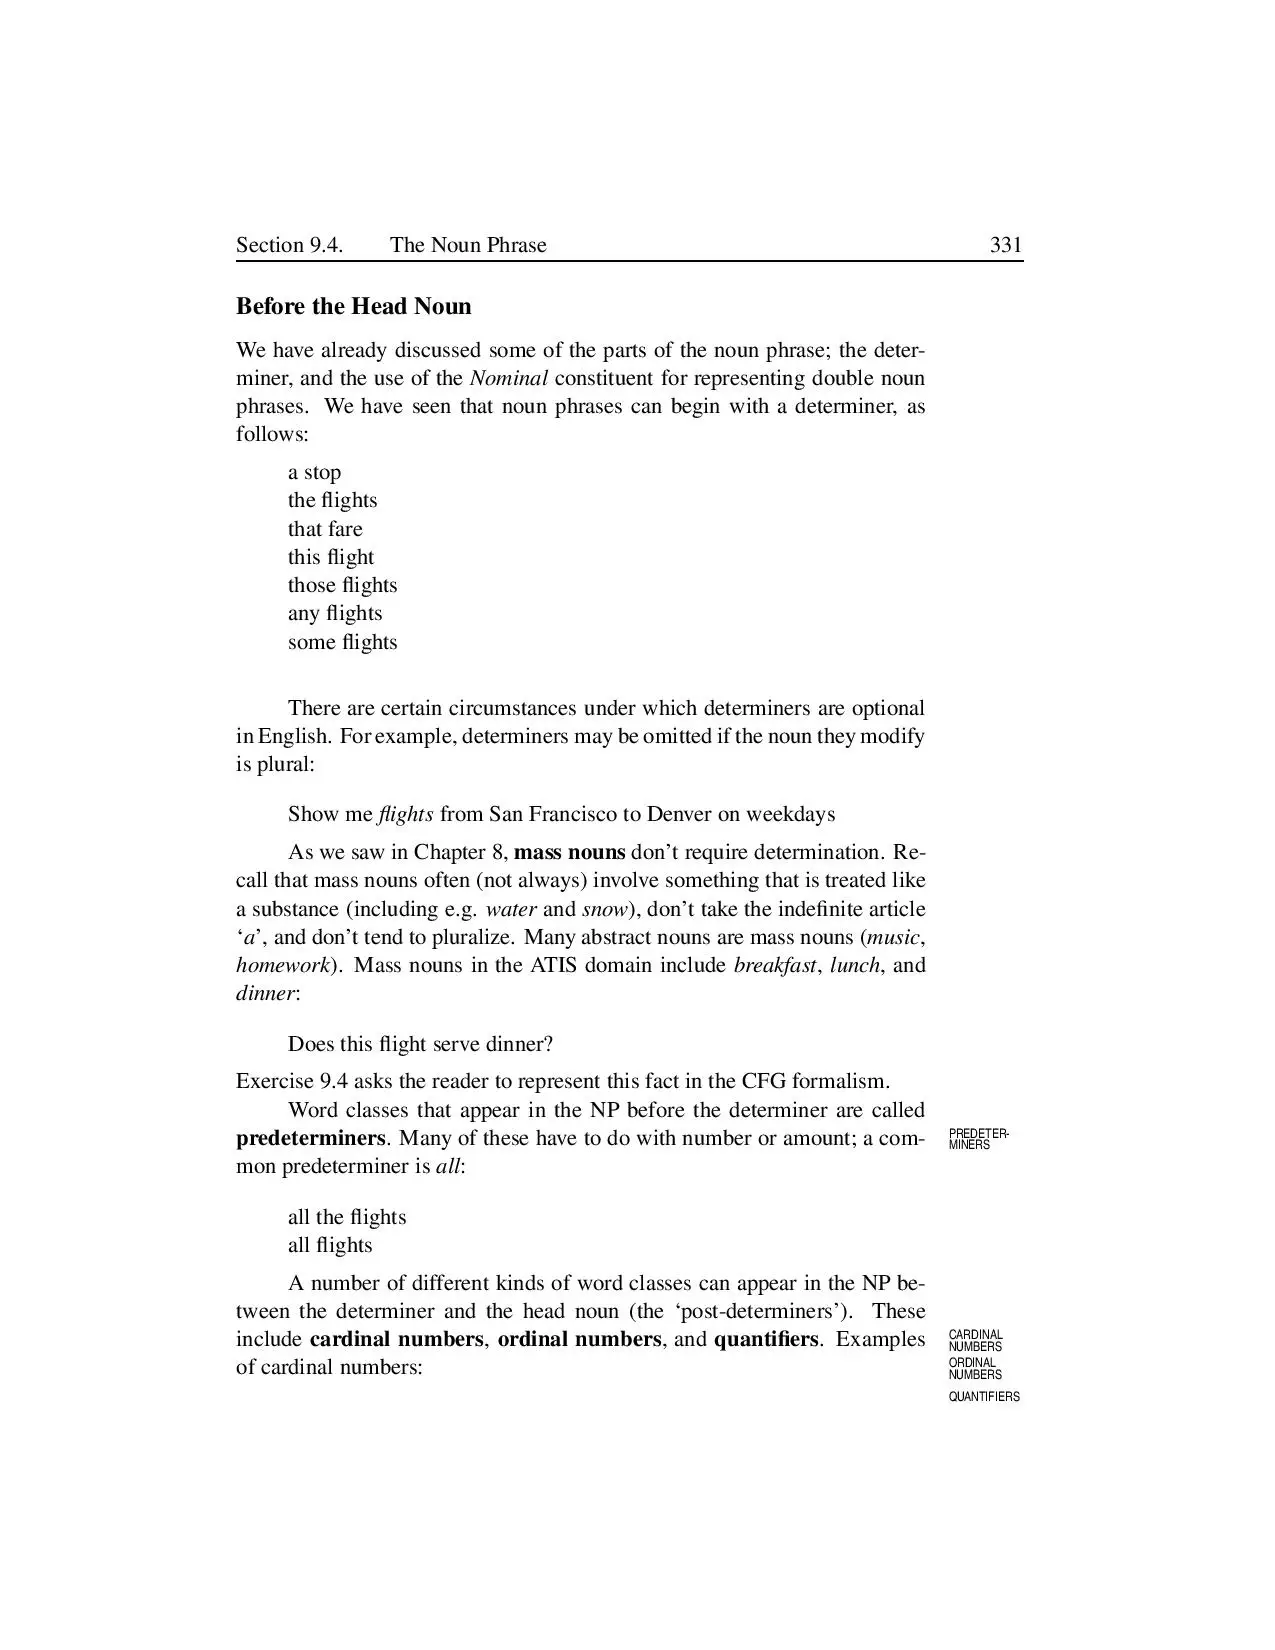 Section 9.4. The Noun Phrase 331
Before the Head Noun
We have already discussed some of the parts of the noun phrase; the deter-
miner, and the use of the Nominal constituent for representing double noun
phrases. We have seen that noun phrases can begin with a determiner, as
follows:
a stop
the flights
that fare
this flight
those flights
any flights
some flights
There are certain circumstances under which determiners are optional
in English. For example, determiners may be omitted if the noun they modify
is plural:
Show me flights from San Francisco to Denver on weekdays
As we saw in Chapter 8, mass nouns don’t require determination. Re-
call that mass nouns often (not always) involve something that is treated like
a substance (including e.g. water and snow), don’t take the indefinite article
‘a’, and don’t tend to pluralize. Many abstract nouns are mass nouns (music,
homework). Mass nouns in the ATIS domain include breakfast, lunch, and
dinner:
Does this flight serve dinner?
Exercise 9.4 asks the reader to represent this fact in the CFG formalism.
Word classes that appear in the NP before the determiner are called
predeterminers. Many of these have to do with number or amount; a com-
mon predeterminer is all:
PREDETER-
MINERS
all the flights
all flights
A number of different kinds of word classes can appear in the NP be-
tween the determiner and the head noun (the ‘post-determiners’). These
include cardinal numbers, ordinal numbers, and quantifiers. Examples
of cardinal numbers:
CARDINAL
NUMBERS
ORDINAL
NUMBERS
QUANTIFIERS